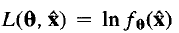 L(θ, x̂) = ln f_θ(x̂)